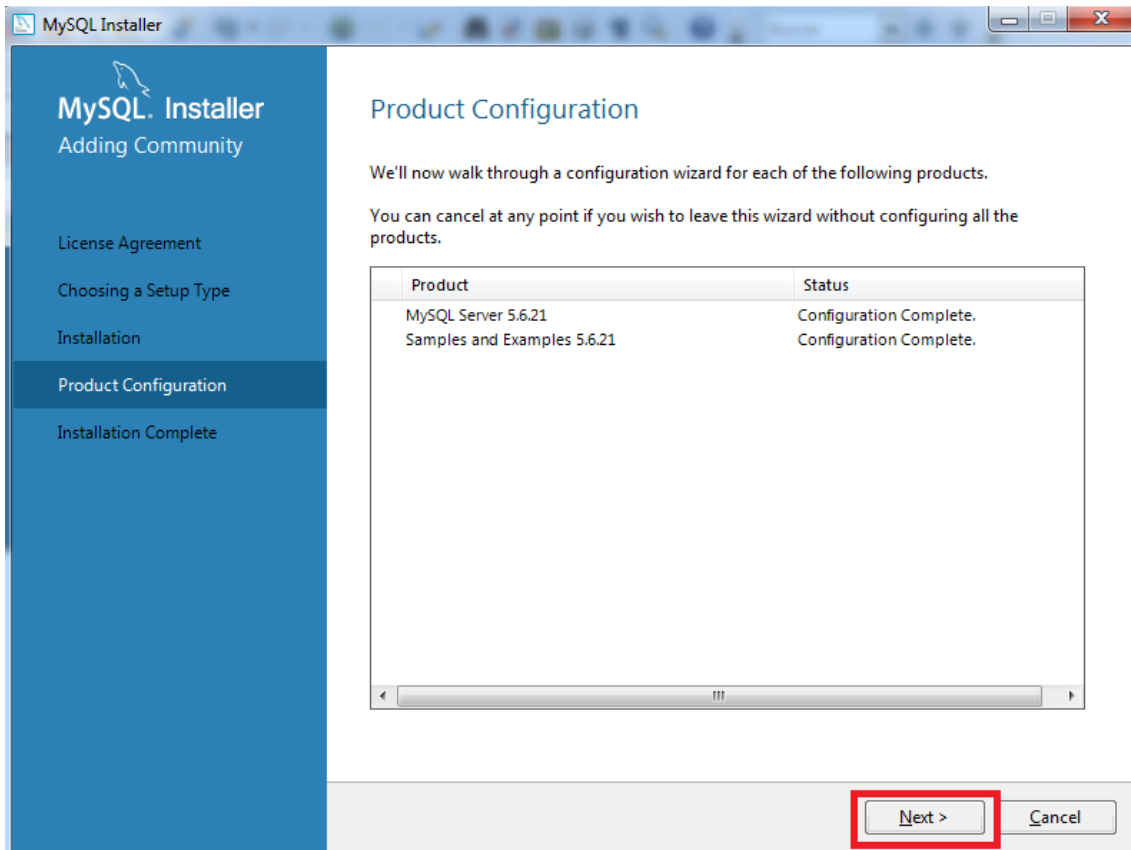 MySQL Installer
MySQL. Installer
Adding Community
License Agreement
Choosing a Setup Type
Installation
Product Configuration
Installation Complete
Product Configuration
We'll now walk through a configuration wizard for each of the following products.
You can cancel at any point if you wish to leave this wizard without configuring all the
products.
Product Status
MySQL Server 5.6.21 Configuration Complete.
Samples and Examples 5.6.21 Configuration Complete.
Next > Cancel